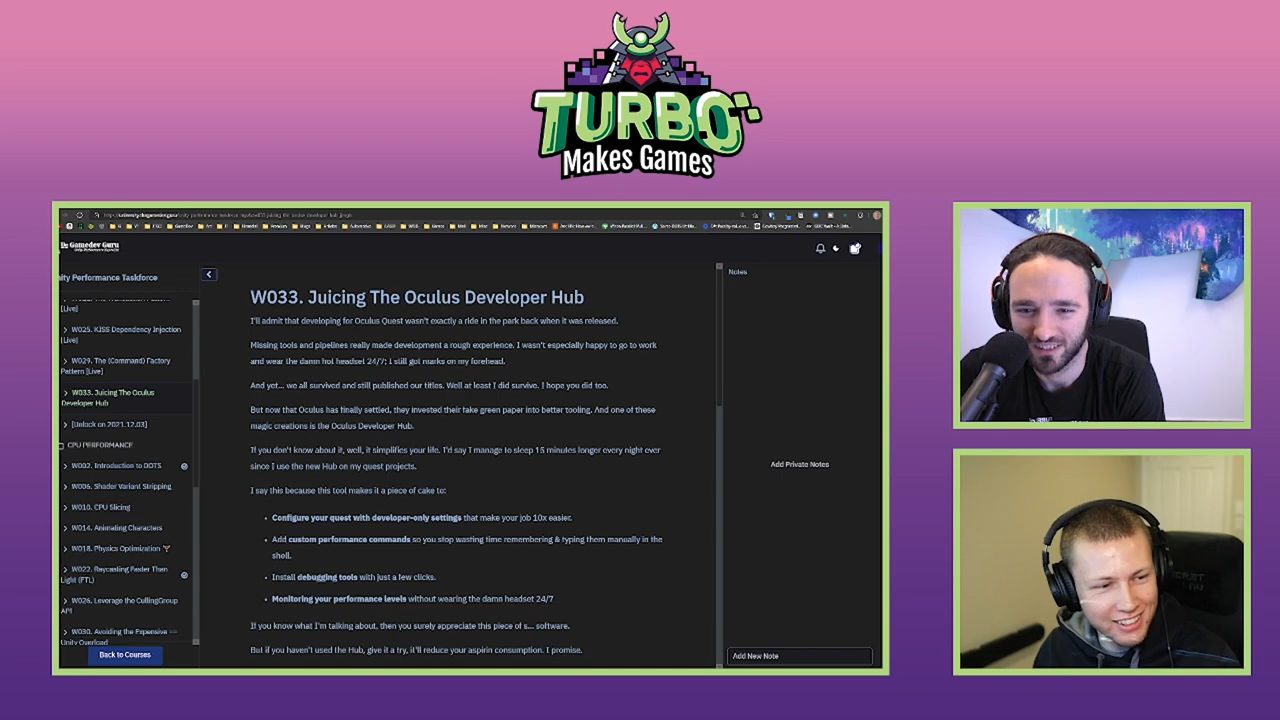 TURBO
Makes Games
The Gamedev Guru
Unity Performance Taskforce
Notes
[Live]
W025. KISS Dependency Injection
[Live]
W029. The (Command) Factory
Pattern [Live]
W033. Juicing The Oculus
Developer Hub
[Unlock on 2021.12.03]
CPU PERFORMANCE
W002. Introduction to DOTS
W006. Shader Variant Stripping
W010. CPU Slicing
W014. Animating Characters
W018. Physics Optimization
W022. Raycasting Faster Than
Light (FTL)
W026. Leverage the CullingGroup
API
W030. Avoiding the Expensive ==
Unity Overload
Back to Courses
W033. Juicing The Oculus Developer Hub
I'll admit that developing for Oculus Quest wasn't exactly a ride in the park back when it was released.
Missing tools and pipelines really made development a rough experience. I wasn't especially happy to go to work
and wear the damn hot headset 24/7; I still got marks on my forehead.
And yet... we all survived and still published our titles. Well at least I did survive. I hope you did too.
But now that Oculus has finally settled, they invested their fake green paper into better tooling. And one of these
magic creations is the Oculus Developer Hub.
If you don't know about it, well, it simplifies your life. I'd say I manage to sleep 15 minutes longer every night ever
since I use the new Hub on my quest projects.
I say this because this tool makes it a piece of cake to:
• Configure your quest with developer-only settings that make your job 10x easier.
• Add custom performance commands so you stop wasting time remembering & typing them manually in the
shell.
• Install debugging tools with just a few clicks.
• Monitoring your performance levels without wearing the damn headset 24/7
If you know what I'm talking about, then you surely appreciate this piece of s... software.
But if you haven't used the Hub, give it a try, it'll reduce your aspirin consumption. I promise.
Add Private Notes
Add New Note